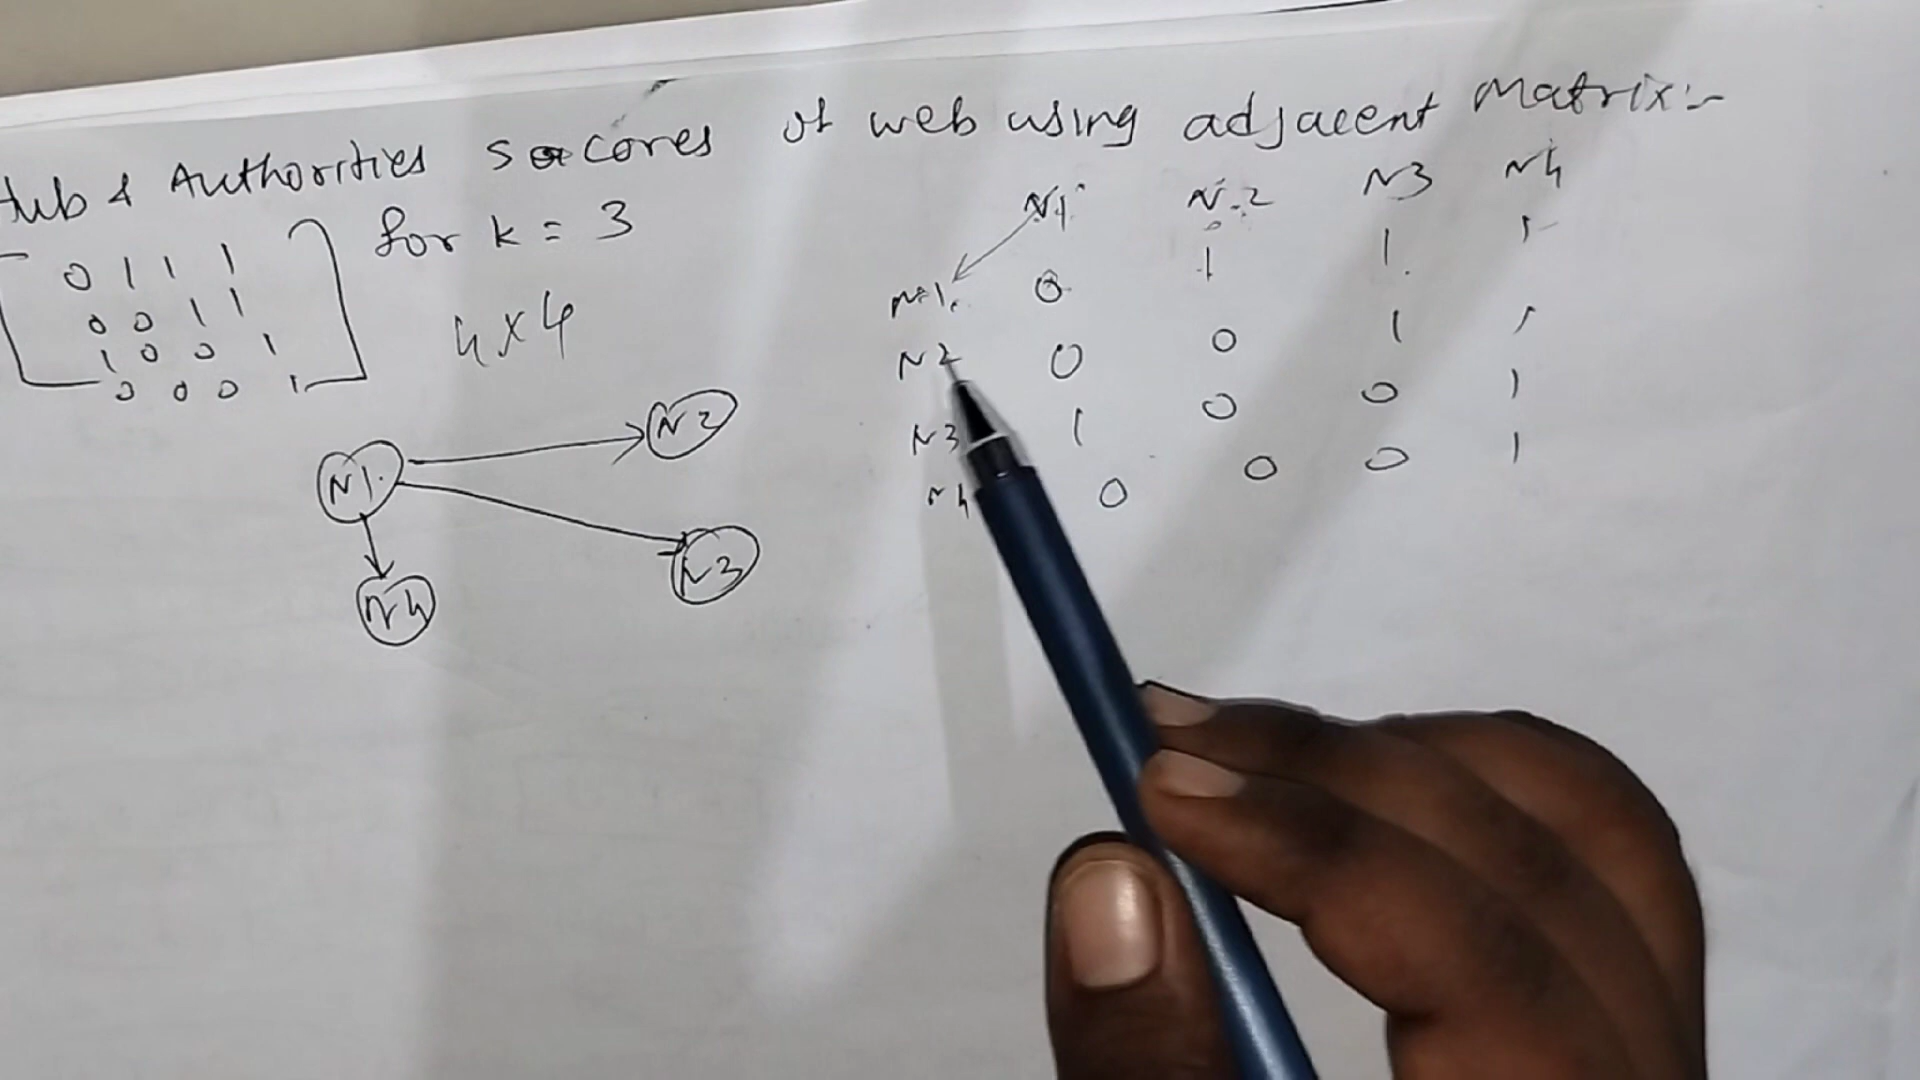 Hub & Authorities scores of web using adjacent Matrix:-
for k = 3
0 1 1 1
0 0 1 1
1 0 0 1
0 0 0 1
4x4
N1 N2 N3 N4
N1 0 1 1 1
N2 0 0 1 1
N3 1 0 0 1
N4 0 0 0 1
N2
N1
N3
N4